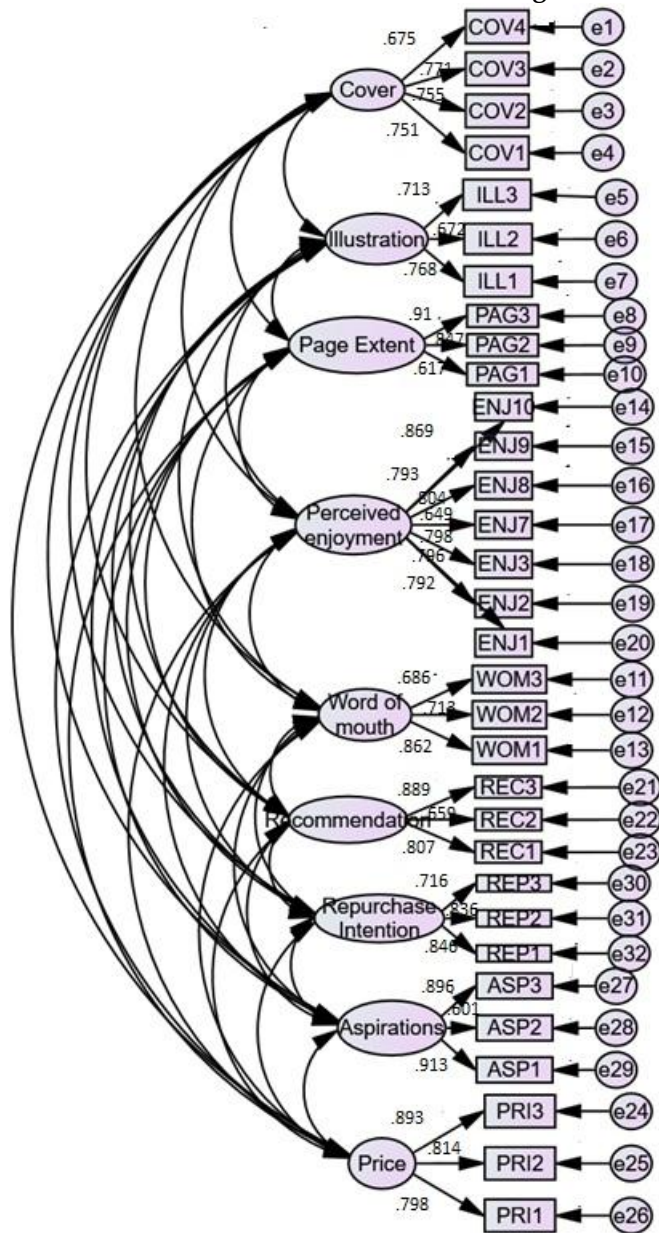 .675 COV4 e1
.771 COV3 e2
Cover
.755 COV2 e3
.751 COV1 e4
.713 ILL3 e5
Illustration .672 ILL2 e6
.768 ILL1 e7
.91 PAG3 e8
Page Extent .847 PAG2 e9
.617 PAG1 e10
ENJ10 e14
.869 ENJ9 e15
.793 ENJ8 e16
.804
Perceived
enjoyment
.649 ENJ7 e17
.798 ENJ3 e18
.796 ENJ2 e19
.792 ENJ1 e20
.686 WOM3 e11
Word of
mouth
.713 WOM2 e12
.862 WOM1 e13
.889 REC3 e21
Recommendation .659 REC2 e22
.807 REC1 e23
.716 REP3 e30
Repurchase
Intention
.836 REP2 e31
.846 REP1 e32
.896 ASP3 e27
Aspirations .601 ASP2 e28
.913 ASP1 e29
.893 PRI3 e24
Price .814 PRI2 e25
.798 PRI1 e26